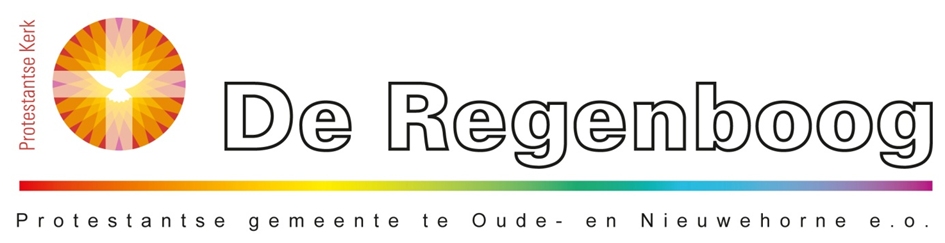 Protestantse Kerk
De Regenboog
Protestantse gemeente te Oude- en Nieuwehorne e.o.